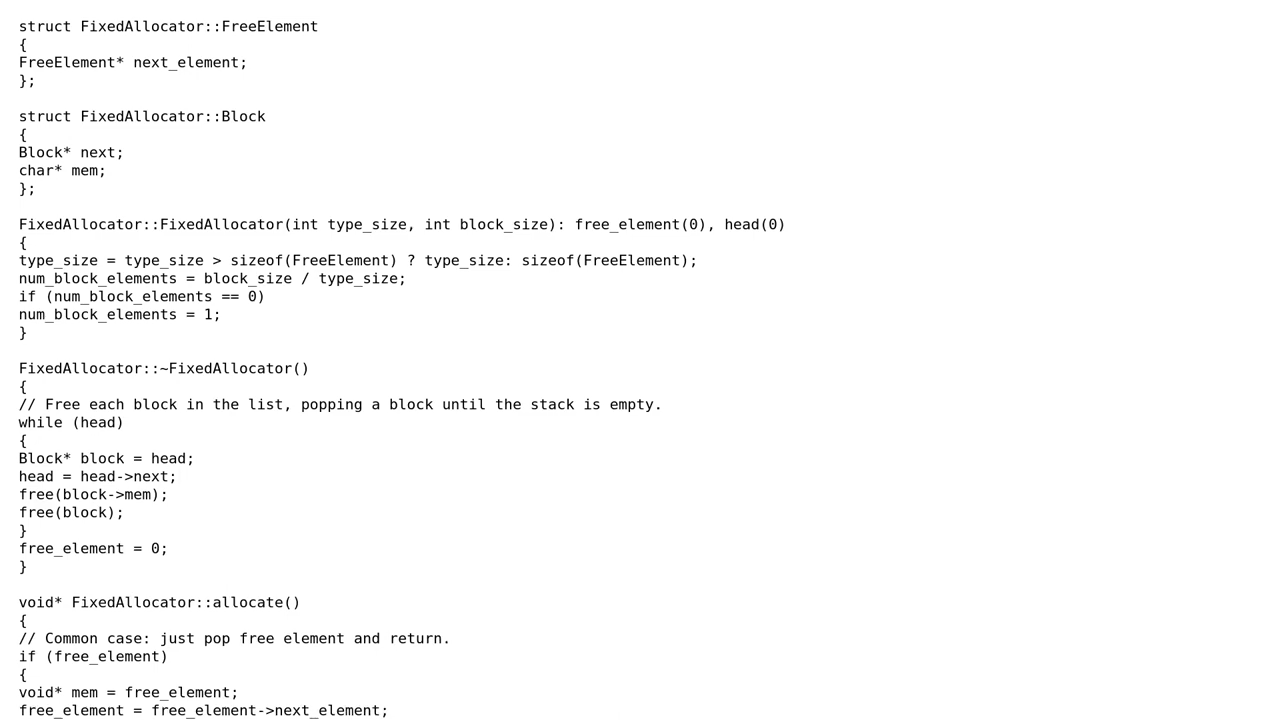 struct FixedAllocator::FreeElement
{
FreeElement* next_element;
};
struct FixedAllocator::Block
{
Block* next;
char* mem;
};
FixedAllocator::FixedAllocator(int type_size, int block_size): free_element(0), head(0)
{
type_size = type_size > sizeof(FreeElement) ? type_size: sizeof(FreeElement);
num_block_elements = block_size / type_size;
if (num_block_elements == 0)
num_block_elements = 1;
}
FixedAllocator::~FixedAllocator()
{
// Free each block in the list, popping a block until the stack is empty.
while (head)
{
Block* block = head;
head = head->next;
free(block->mem);
free(block);
}
free_element = 0;
}
void* FixedAllocator::allocate()
{
// Common case: just pop free element and return.
if (free_element)
{
void* mem = free_element;
free_element = free_element->next_element;